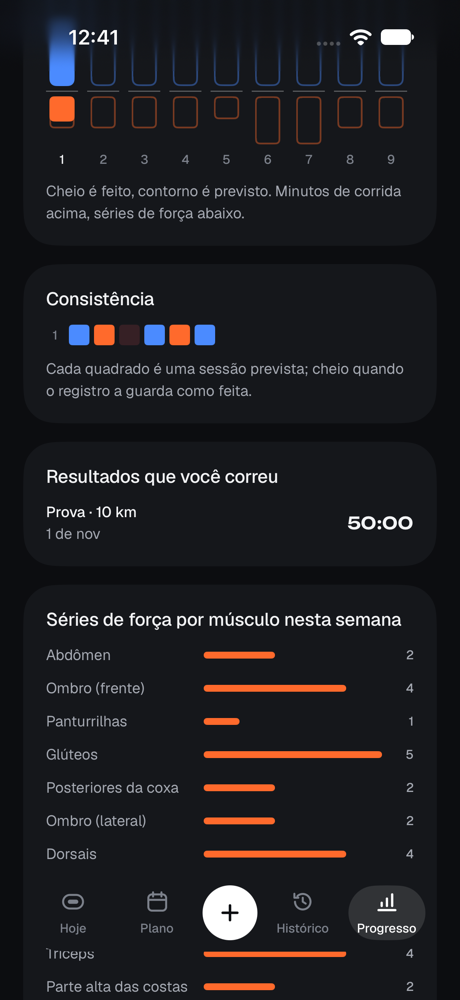 12:41
1 2 3 4 5 6 7 8 9
Cheio é feito, contorno é previsto. Minutos de corrida
acima, séries de força abaixo.
Consistência
1
Cada quadrado é uma sessão prevista; cheio quando
o registro a guarda como feita.
Resultados que você correu
Prova · 10 km
1 de nov
50:00
Séries de força por músculo nesta semana
Abdômen 2
Ombro (frente) 4
Panturrilhas 1
Glúteos 5
Posteriores da coxa 2
Ombro (lateral) 2
Dorsais 4
Hoje Plano Histórico Progresso
Tríceps 4
Parte alta das costas 2